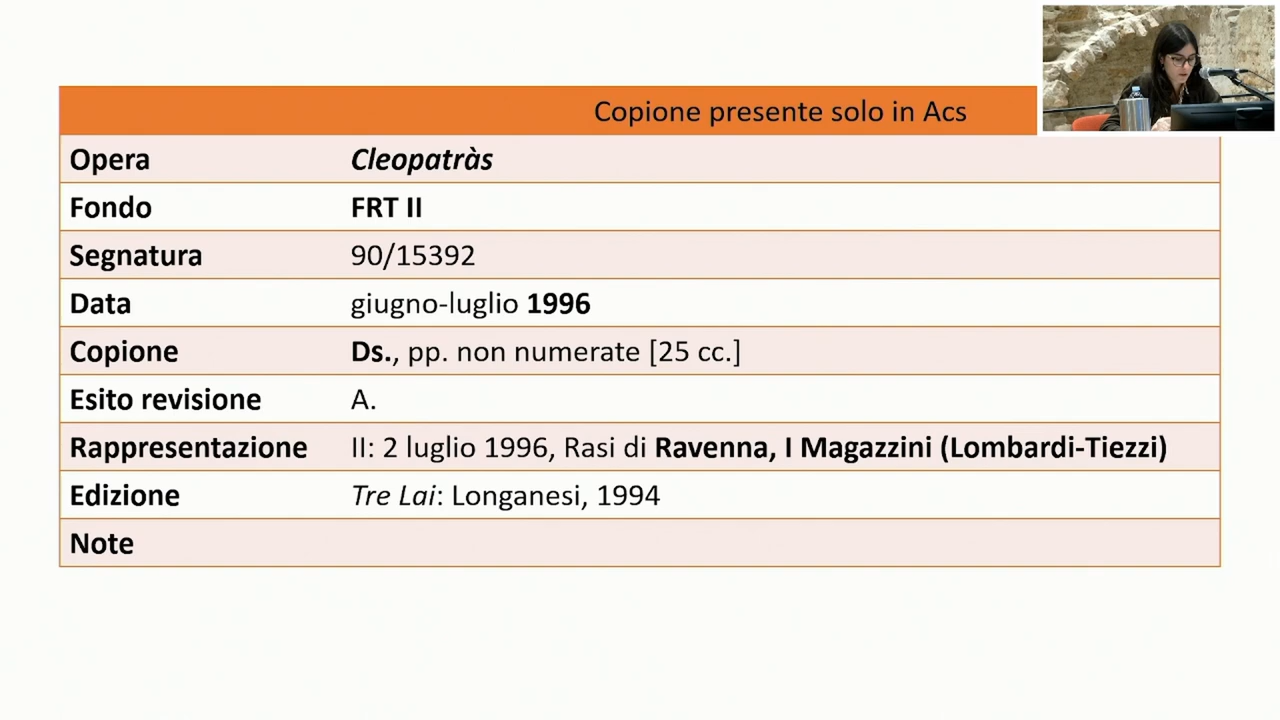 Copione presente solo in Acs
Opera Cleopatràs
Fondo FRT II
Segnatura 90/15392
Data giugno-luglio 1996
Copione Ds., pp. non numerate [25 cc.]
Esito revisione A.
Rappresentazione II: 2 luglio 1996, Rasi di Ravenna, I Magazzini (Lombardi-Tiezzi)
Edizione Tre Lai: Longanesi, 1994
Note